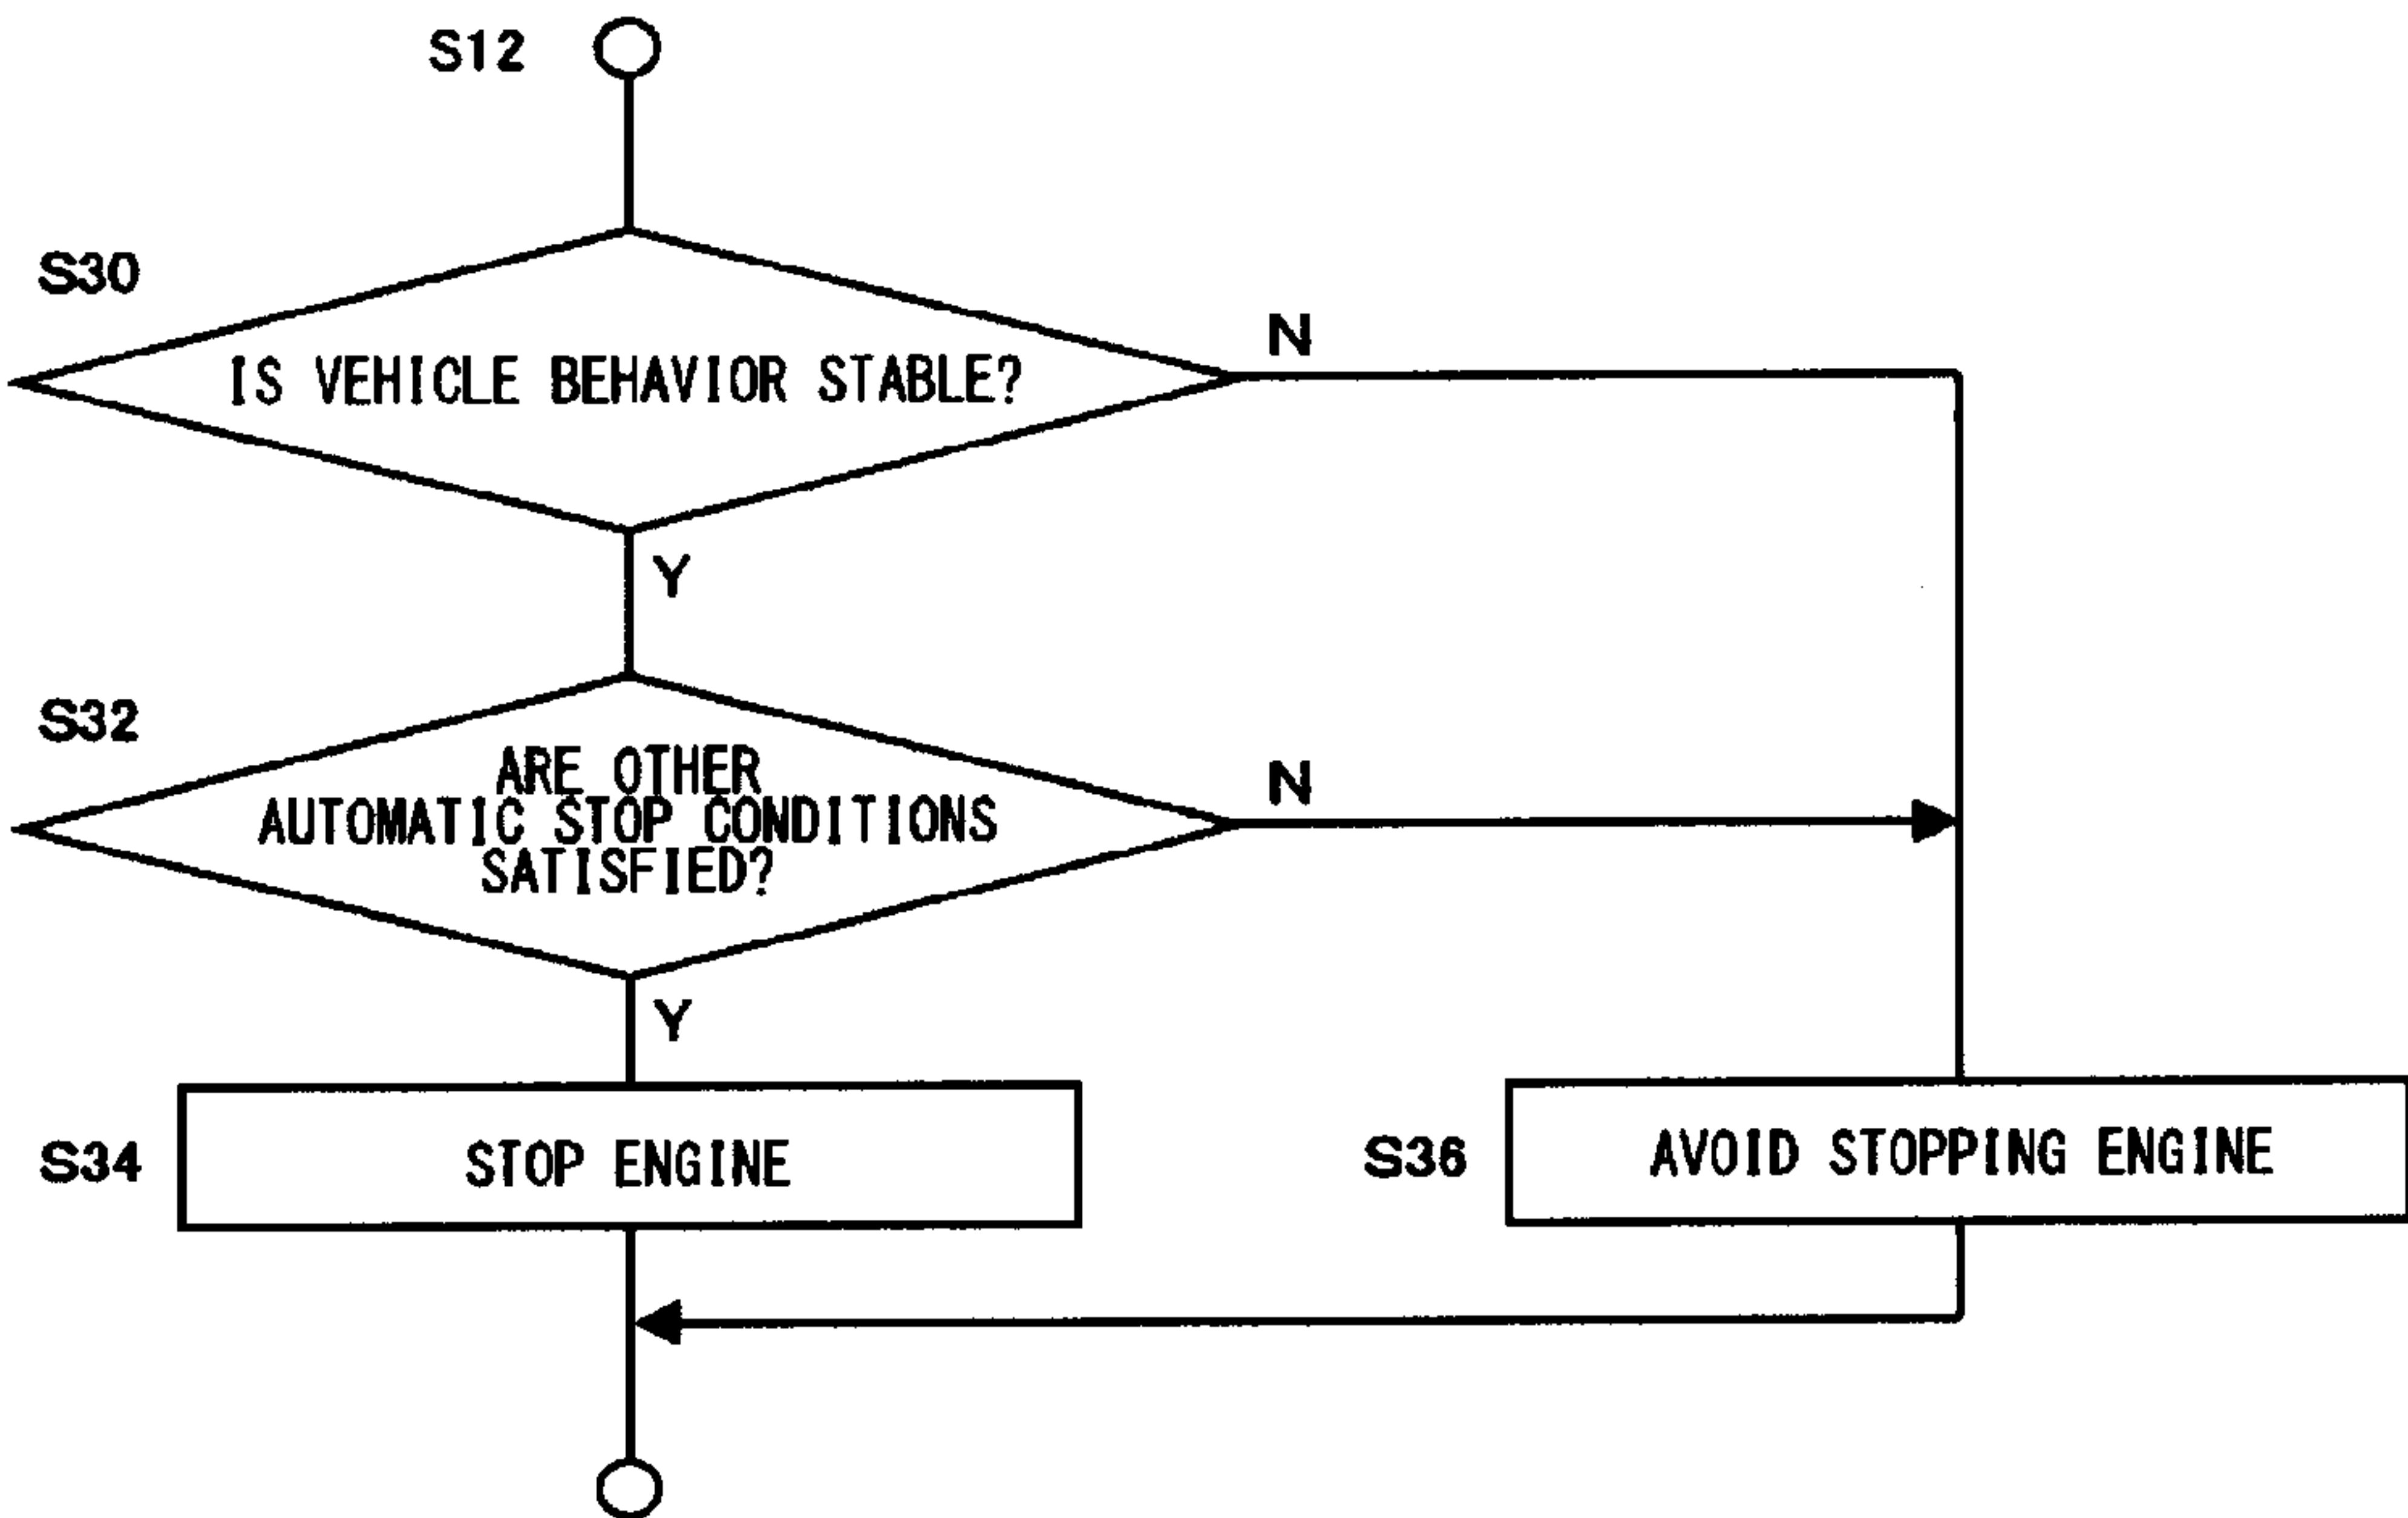 S12
S30
IS VEHICLE BEHAVIOR STABLE?
N
Y
S32
ARE OTHER
AUTOMATIC STOP CONDITIONS
SATISFIED?
N
Y
S34
STOP ENGINE
S36
AVOID STOPPING ENGINE